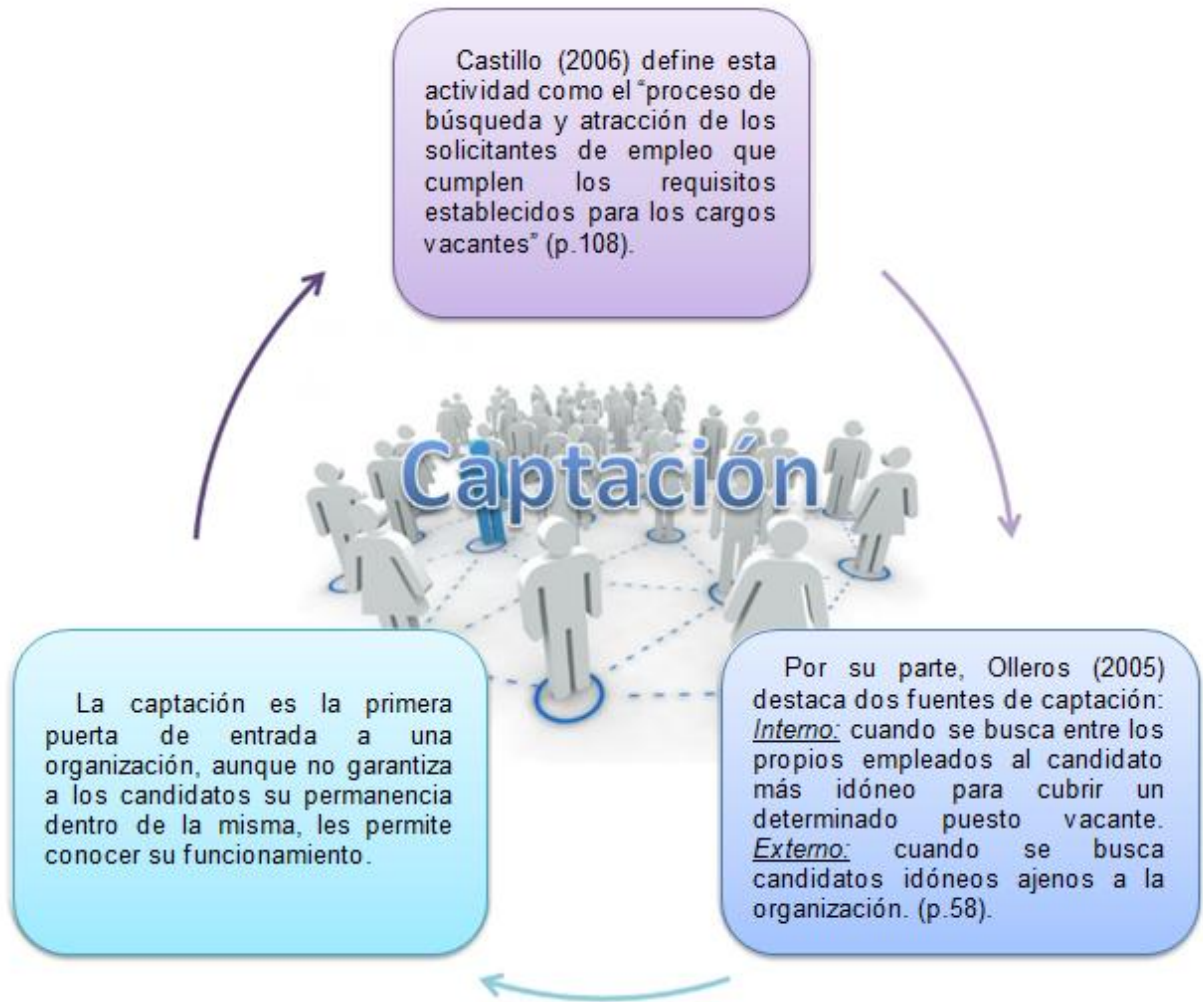 Castillo (2006) define esta
actividad como el "proceso de
búsqueda y atracción de los
solicitantes de empleo que
cumplen los requisitos
establecidos para los cargos
vacantes" (p.108).
Captación
Por su parte, Olleros (2005)
destaca dos fuentes de captación:
Interno: cuando se busca entre los
propios empleados al candidato
más idóneo para cubrir un
determinado puesto vacante.
Externo: cuando se busca
candidatos idóneos ajenos a la
organización. (p.58).
La captación es la primera
puerta de entrada a una
organización, aunque no garantiza
a los candidatos su permanencia
dentro de la misma, les permite
conocer su funcionamiento.